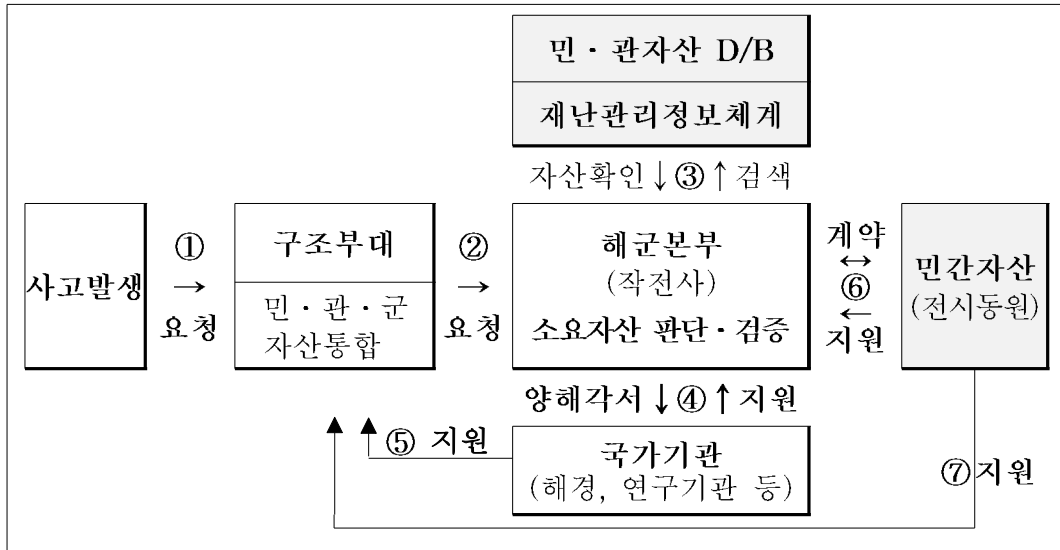 민·관자산 D/B
재난관리정보체계
자산확인 ↓ ③ ↑ 검색
사고발생
①
→
요청
구조부대
민·관·군
자산통합
②
→
요청
해군본부
(작전사)
소요자산 판단·검증
계약
↔
⑥
←
지원
민간자산
(전시동원)
양해각서 ↓ ④ ↑ 지원
⑤ 지원
국가기관
(해경, 연구기관 등)
⑦ 지원